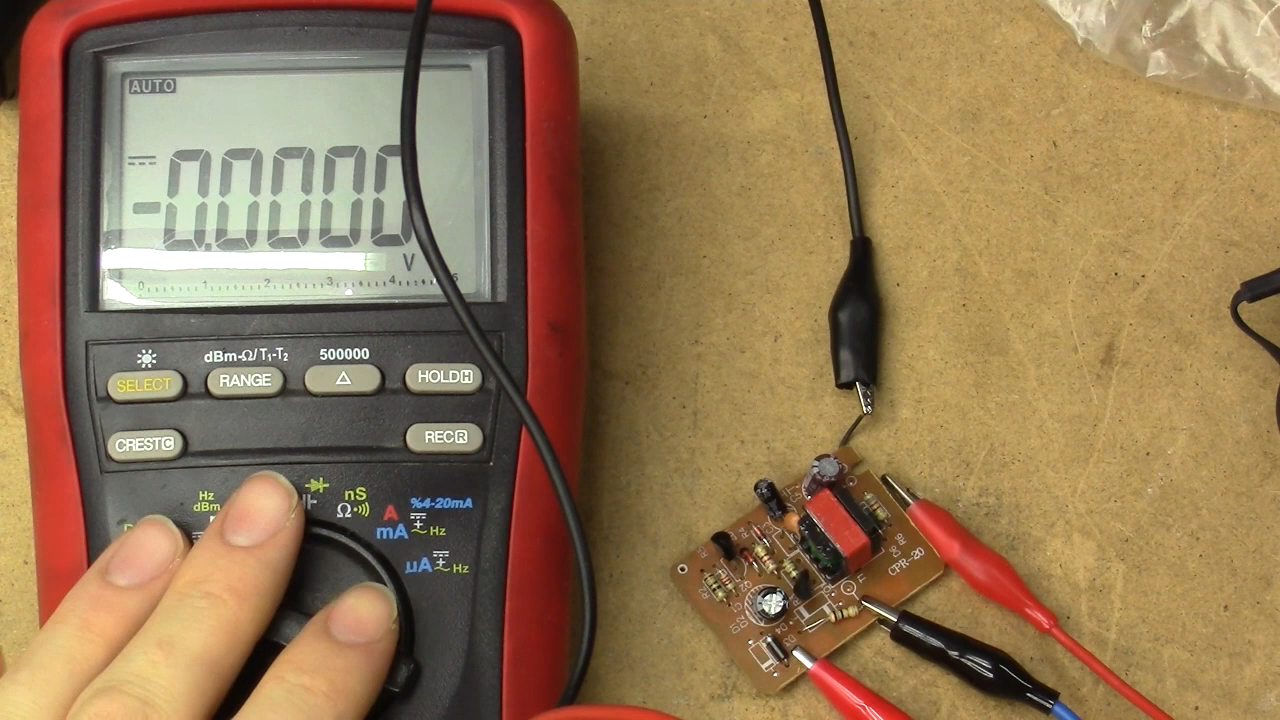 AUTO
-0.0000
V
0 1 2 3 4 5
dBm-Ω/T1-T2 500000
SELECT RANGE △ HOLD H
CREST C REC R
Hz
dBm
nS
Ω
A
%4-20mA
mA
Hz
µA
Hz
CPR-20